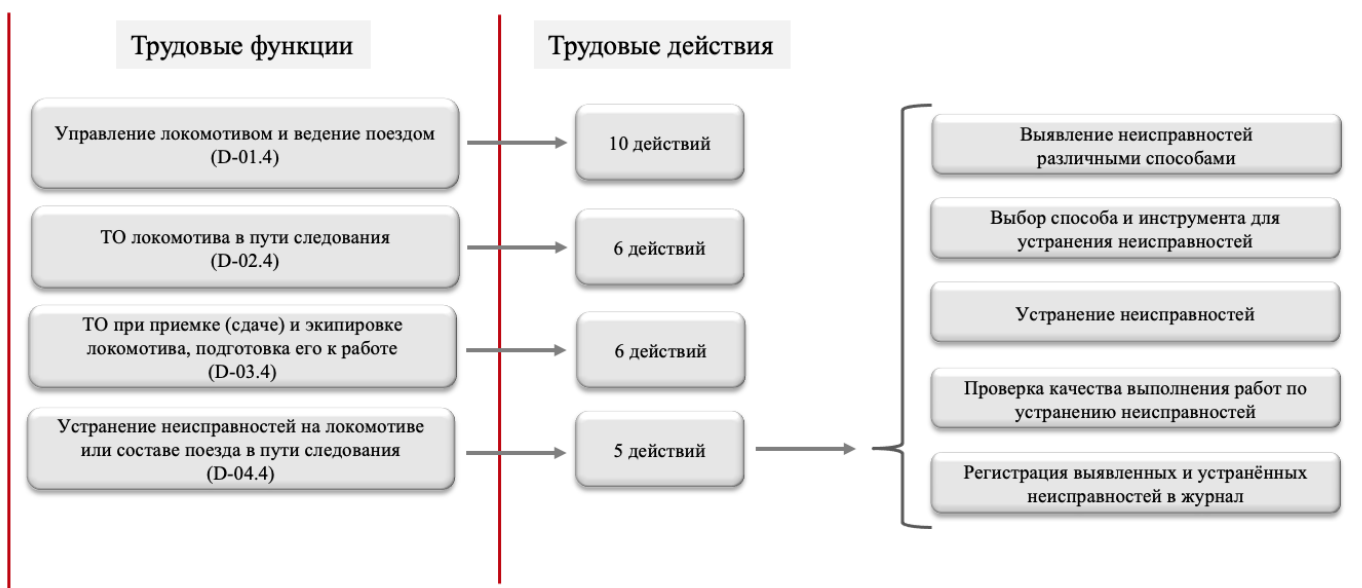 Трудовые функции
Трудовые действия
Управление локомотивом и ведение поездом
(D-01.4)
10 действий
ТО локомотива в пути следования
(D-02.4)
6 действий
ТО при приемке (сдаче) и экипировке
локомотива, подготовка его к работе
(D-03.4)
6 действий
Устранение неисправностей на локомотиве
или составе поезда в пути следования
(D-04.4)
5 действий
Выявление неисправностей
различными способами
Выбор способа и инструмента для
устранения неисправностей
Устранение неисправностей
Проверка качества выполнения работ по
устранению неисправностей
Регистрация выявленных и устранённых
неисправностей в журнал